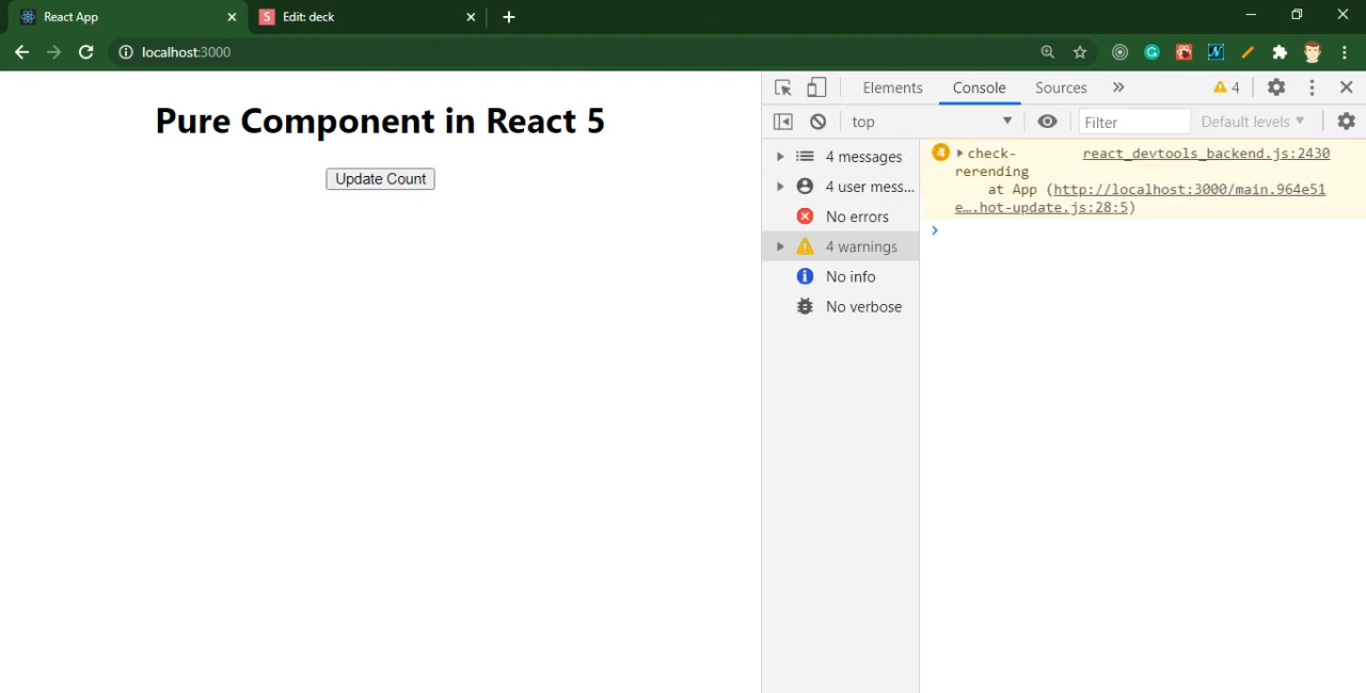 React App
Edit: deck
localhost:3000
Pure Component in React 5
Update Count
Elements Console Sources 4
top Filter Default levels
4 messages
4 user mess...
No errors
4 warnings
No info
No verbose
4 check- react_devtools_backend.js:2430
rerending
at App (http://localhost:3000/main.964e51
e….hot-update.js:28:5)